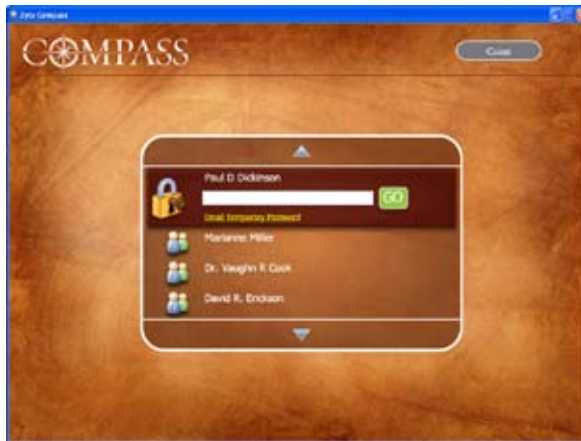 Zyto Compass
COMPASS
Close
Paul D Dickinson
GO
Email Temporary Password
Marianne Miller
Dr. Vaughn R Cook
David R. Erickson